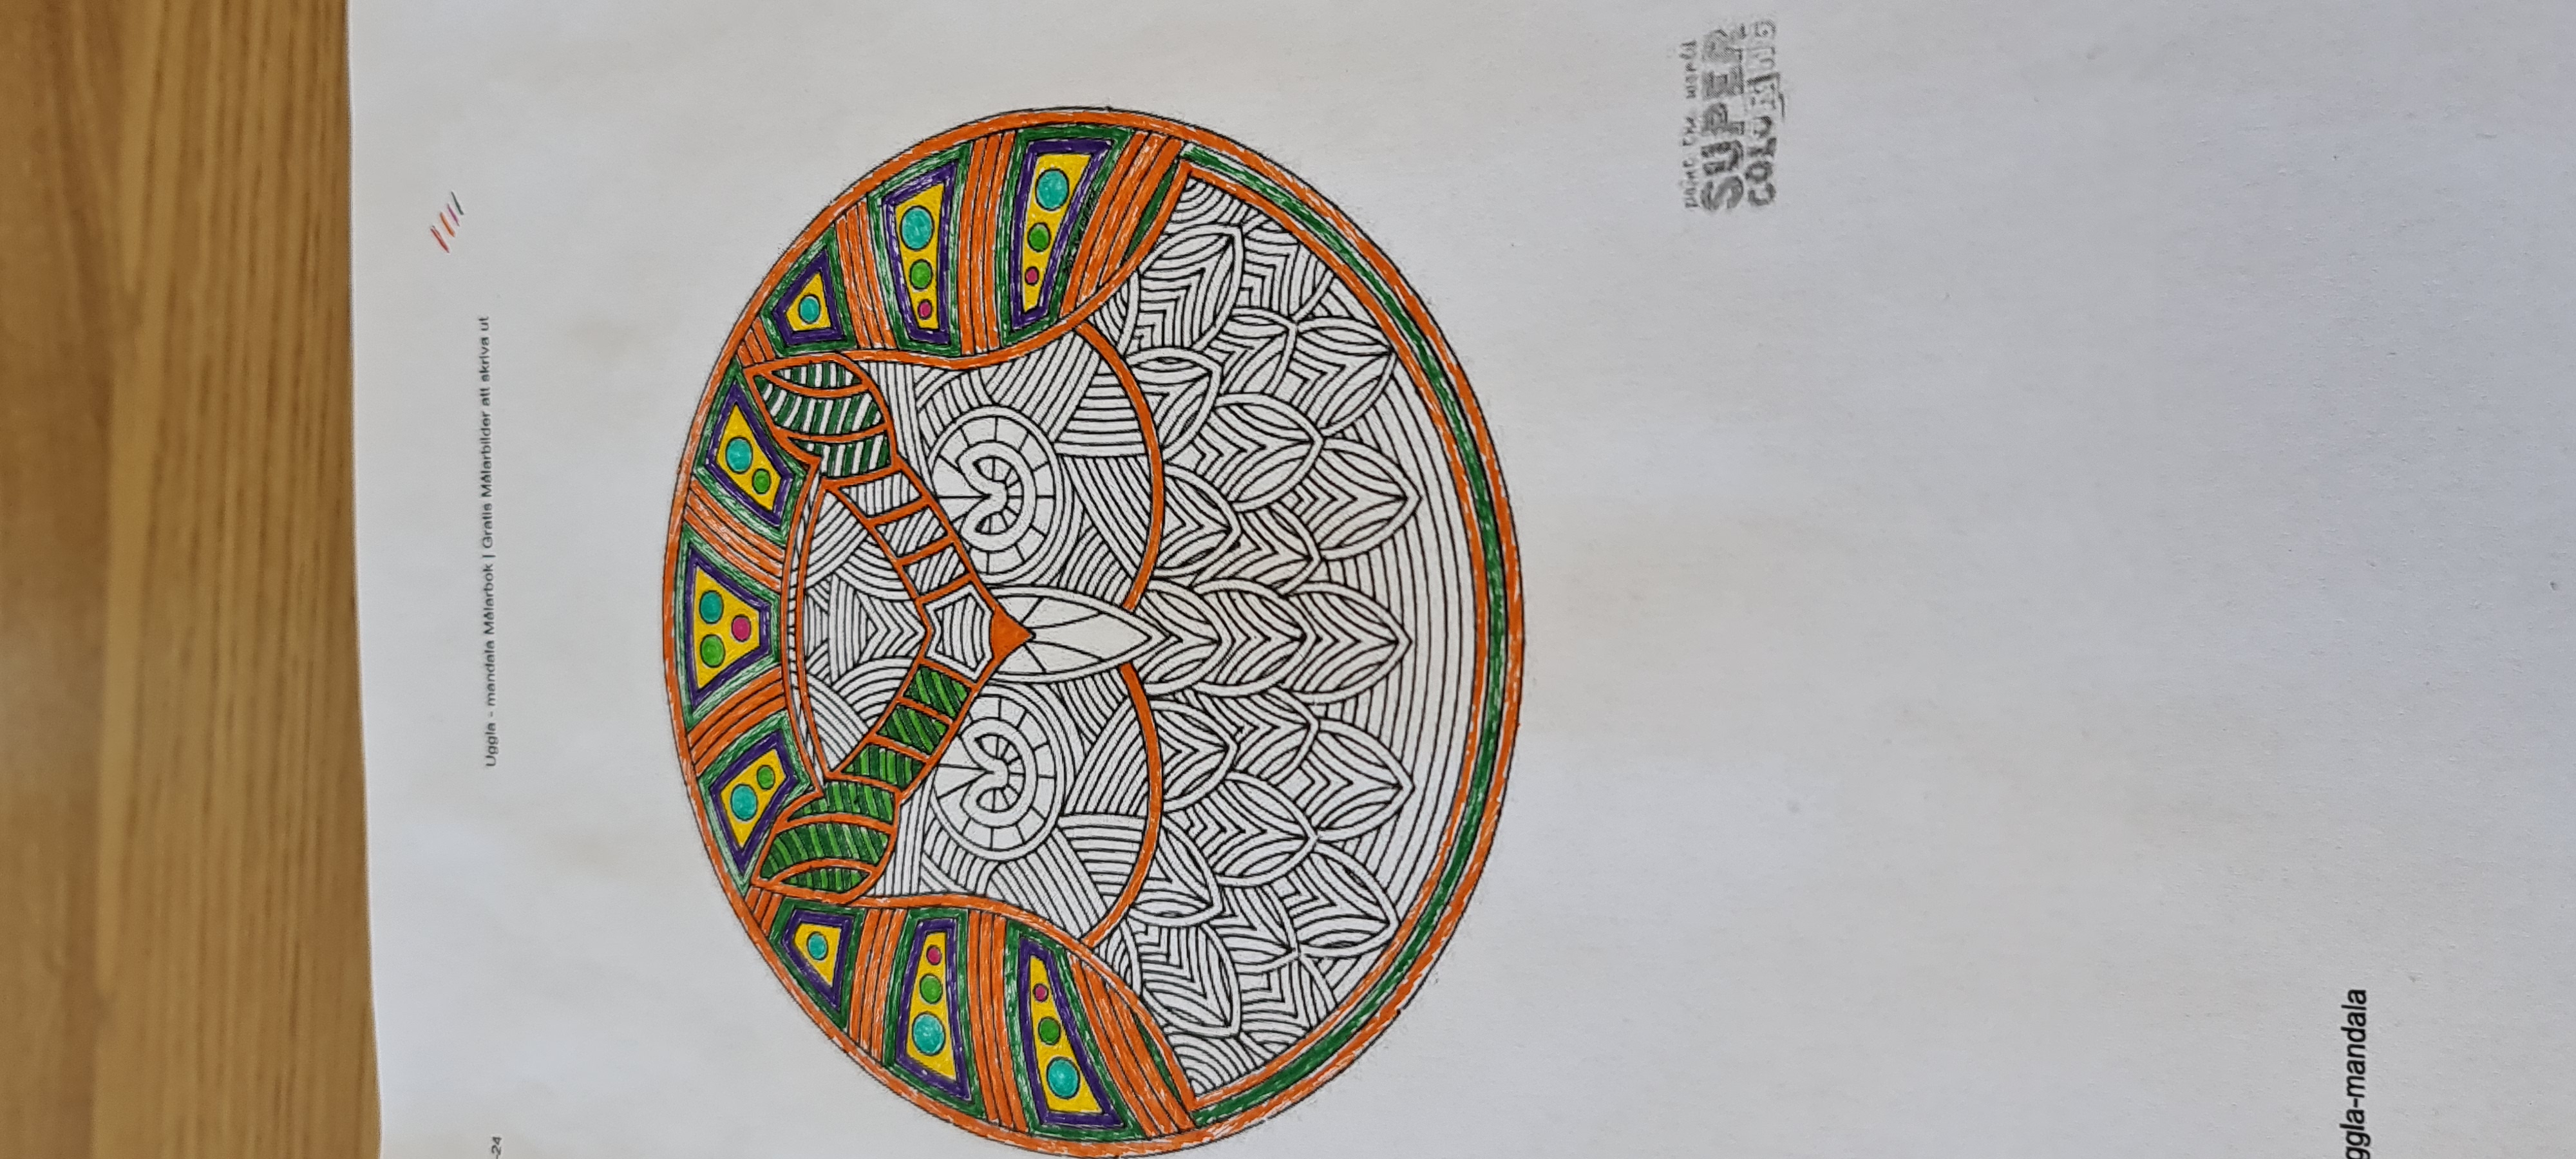 -24
Uggla - mandala Målarbok | Gratis Målarbilder att skriva ut
paint the world
SUPER
COLORING
ggla-mandala